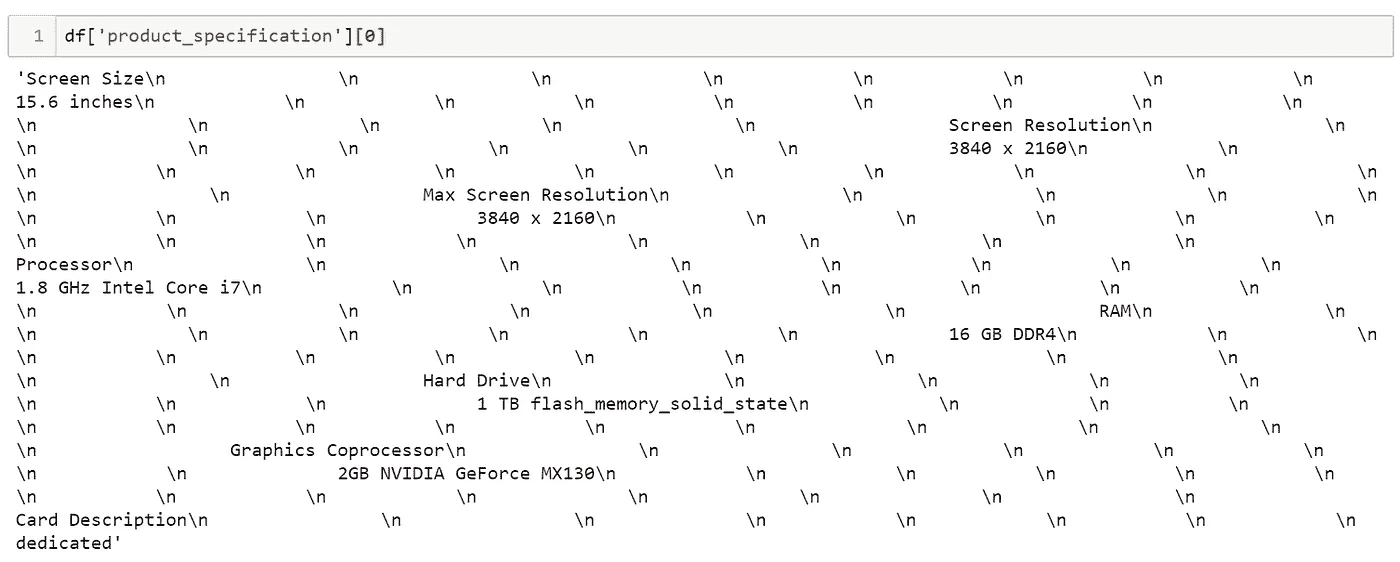 1 df['product_specification'][0]
'Screen Size\n \n \n \n \n \n \n \n
15.6 inches\n \n \n \n \n \n \n \n \n
\n \n \n \n \n Screen Resolution\n \n
\n \n \n \n \n \n 3840 x 2160\n \n
\n \n \n \n \n \n \n \n \n \n
\n \n Max Screen Resolution\n \n \n \n \n
\n \n \n 3840 x 2160\n \n \n \n \n \n
\n \n \n \n \n \n \n \n
Processor\n \n \n \n \n \n \n \n
1.8 GHz Intel Core i7\n \n \n \n \n \n \n \n
\n \n \n \n \n \n RAM\n \n
\n \n \n \n \n \n 16 GB DDR4\n \n \n
\n \n \n \n \n \n \n \n \n
\n \n Hard Drive\n \n \n \n \n
\n \n \n 1 TB flash_memory_solid_state\n \n \n \n
\n \n \n \n \n \n \n \n \n
\n Graphics Coprocessor\n \n \n \n \n \n
\n \n 2GB NVIDIA GeForce MX130\n \n \n \n \n
\n \n \n \n \n \n \n \n
Card Description\n \n \n \n \n \n \n \n
dedicated'